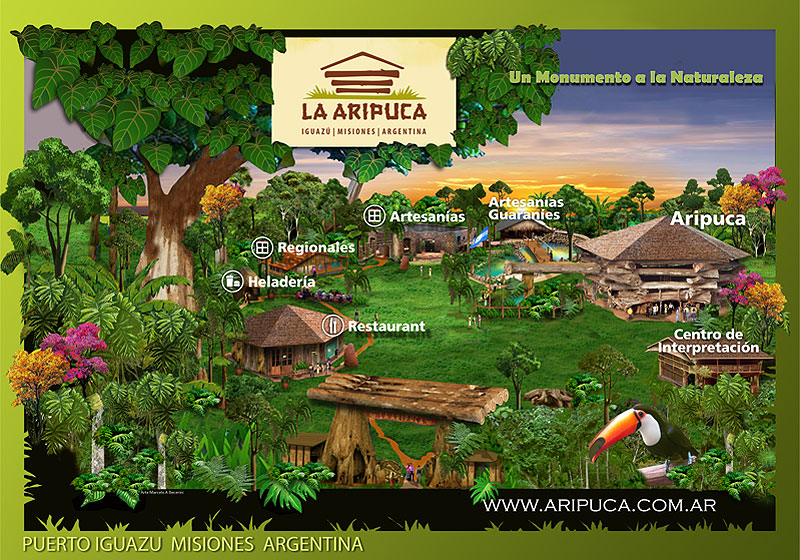 LA ARIPUCA
IGUAZÚ | MISIONES | ARGENTINA
Un Monumento a la Naturaleza
Artesanías
Artesanías
Guaraníes
Aripuca
Regionales
Heladería
Restaurant
Centro de
Interpretación
WWW.ARIPUCA.COM.AR
PUERTO IGUAZU MISIONES ARGENTINA